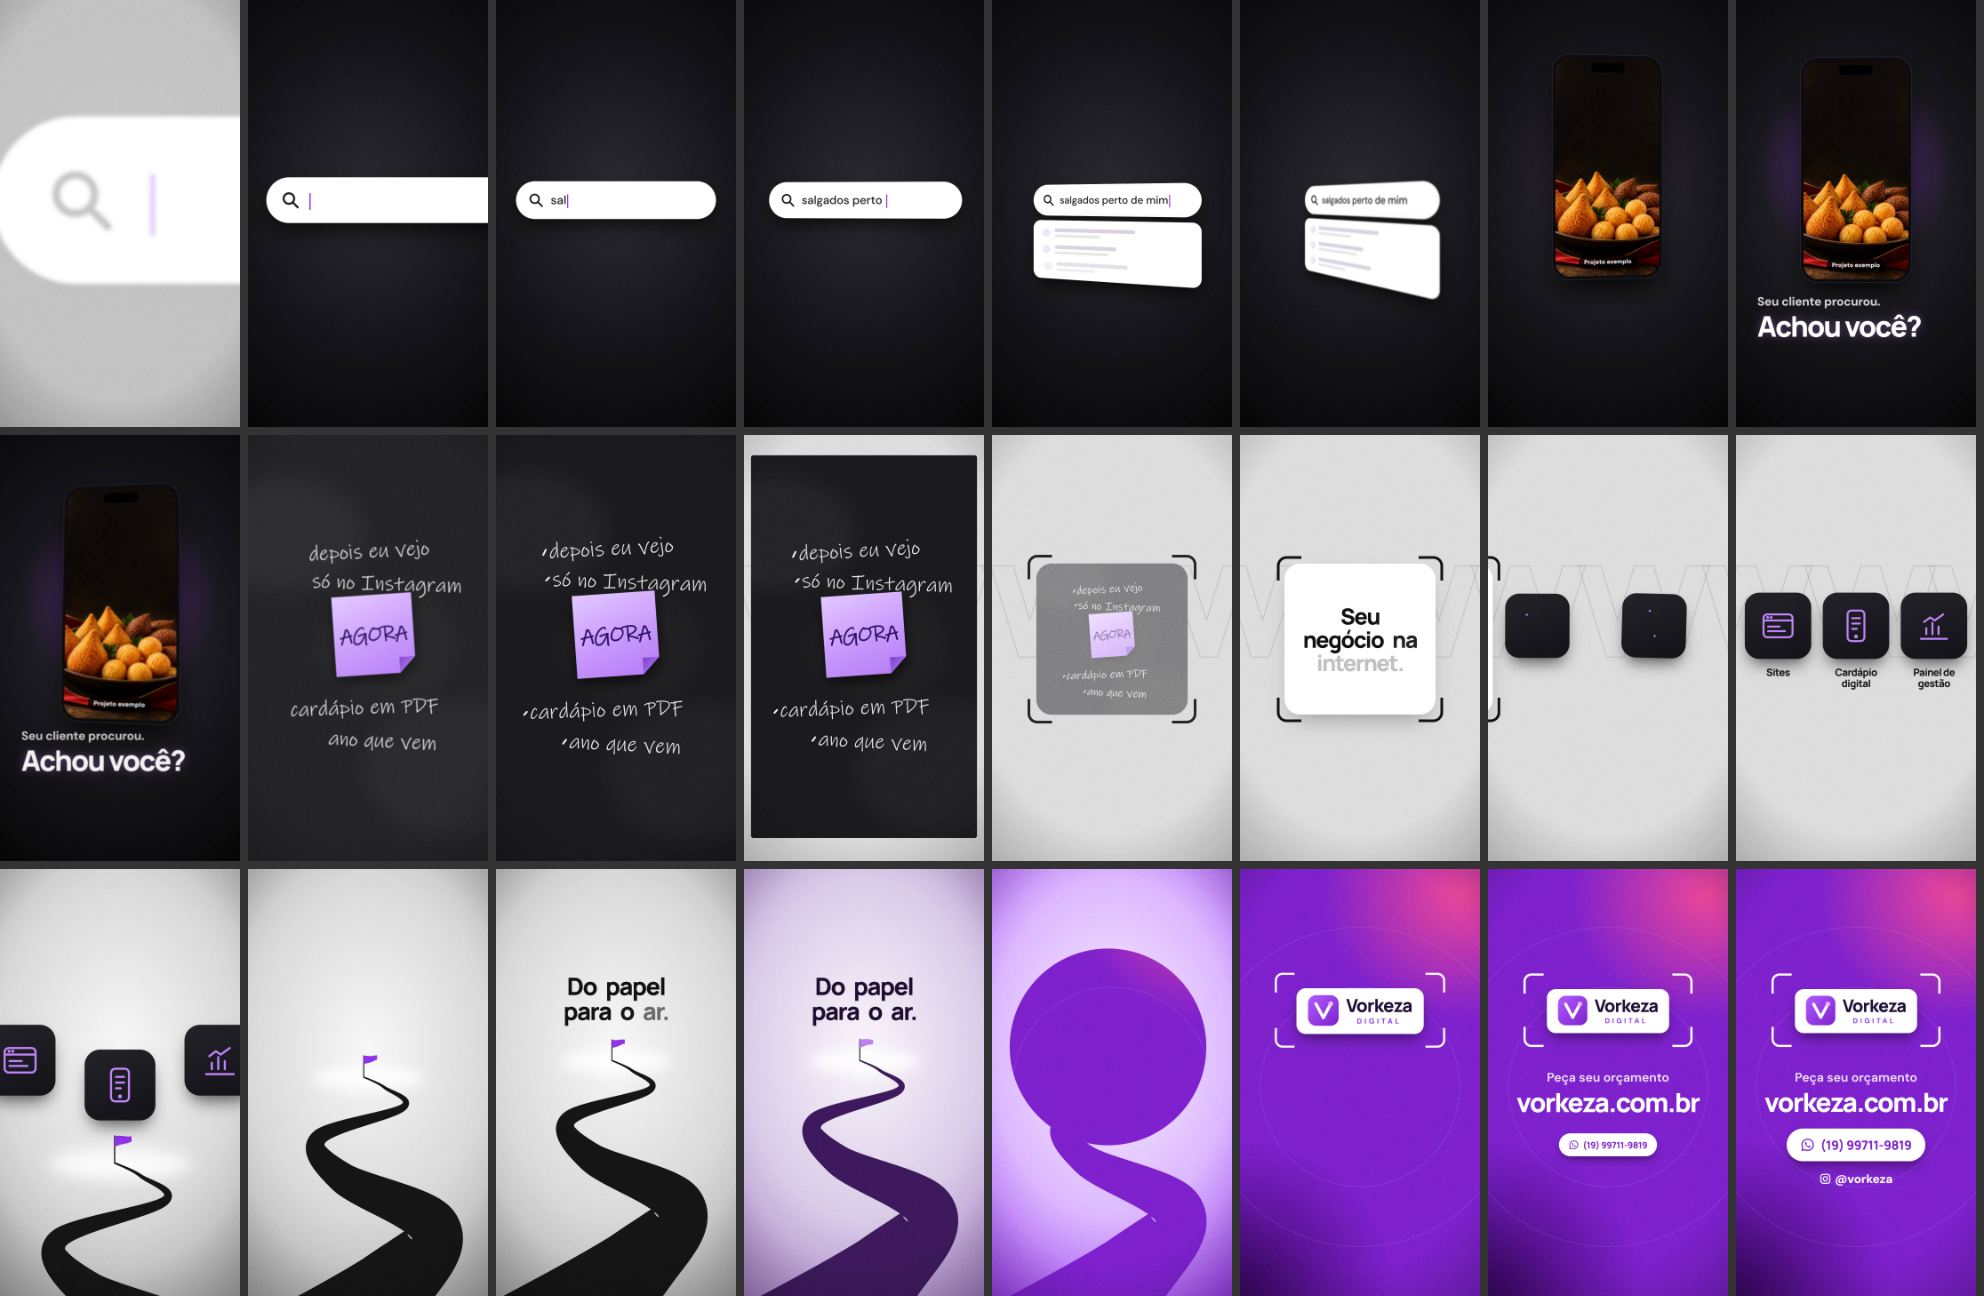 sal
salgados perto
salgados perto de mim
salgados perto de mim
Projeto exemplo
Projeto exemplo
Seu cliente procurou.
Achou você?
Projeto exemplo
Seu cliente procurou.
Achou você?
depois eu vejo
só no Instagram
AGORA
cardápio em PDF
ano que vem
depois eu vejo
só no Instagram
AGORA
cardápio em PDF
ano que vem
depois eu vejo
só no Instagram
AGORA
cardápio em PDF
ano que vem
depois eu vejo
só no Instagram
AGORA
cardápio em PDF
ano que vem
Seu
negócio na
internet.
WWW
Sites
Cardápio
digital
Painel de
gestão
Do papel
para o ar.
Do papel
para o ar.
Vorkeza
DIGITAL
Vorkeza
DIGITAL
Peça seu orçamento
vorkeza.com.br
(19) 99711-9819
Vorkeza
DIGITAL
Peça seu orçamento
vorkeza.com.br
(19) 99711-9819
@vorkeza